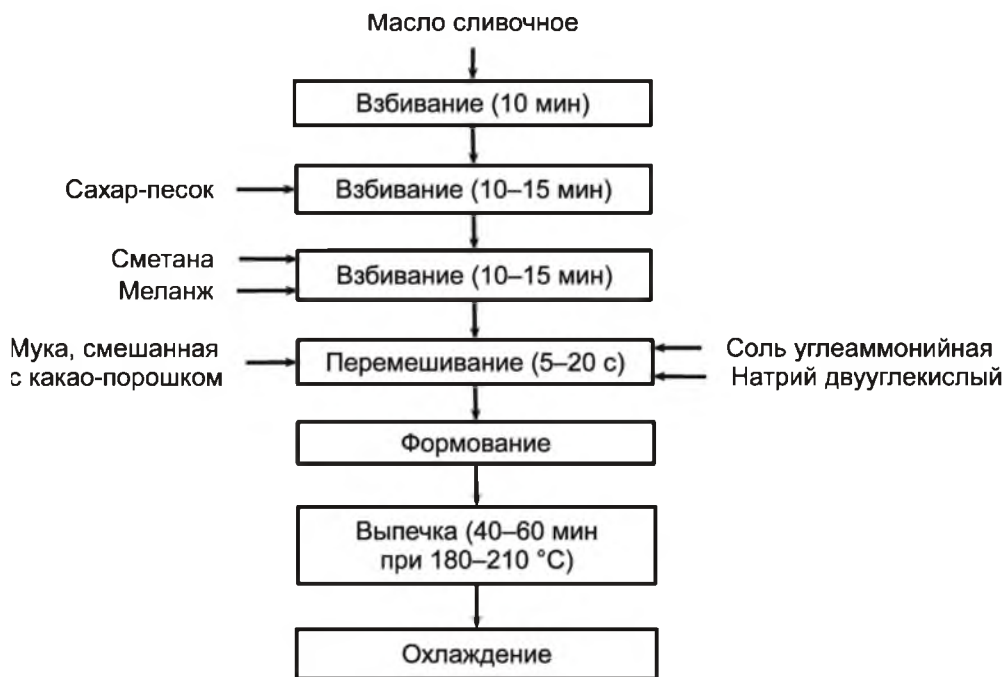 Масло сливочное
Взбивание (10 мин)
Сахар-песок
Взбивание (10–15 мин)
Сметана
Меланж
Взбивание (10–15 мин)
Мука, смешанная
с какао-порошком
Перемешивание (5–20 с)
Соль углеаммонийная
Натрий двууглекислый
Формование
Выпечка (40–60 мин
при 180–210 °С)
Охлаждение